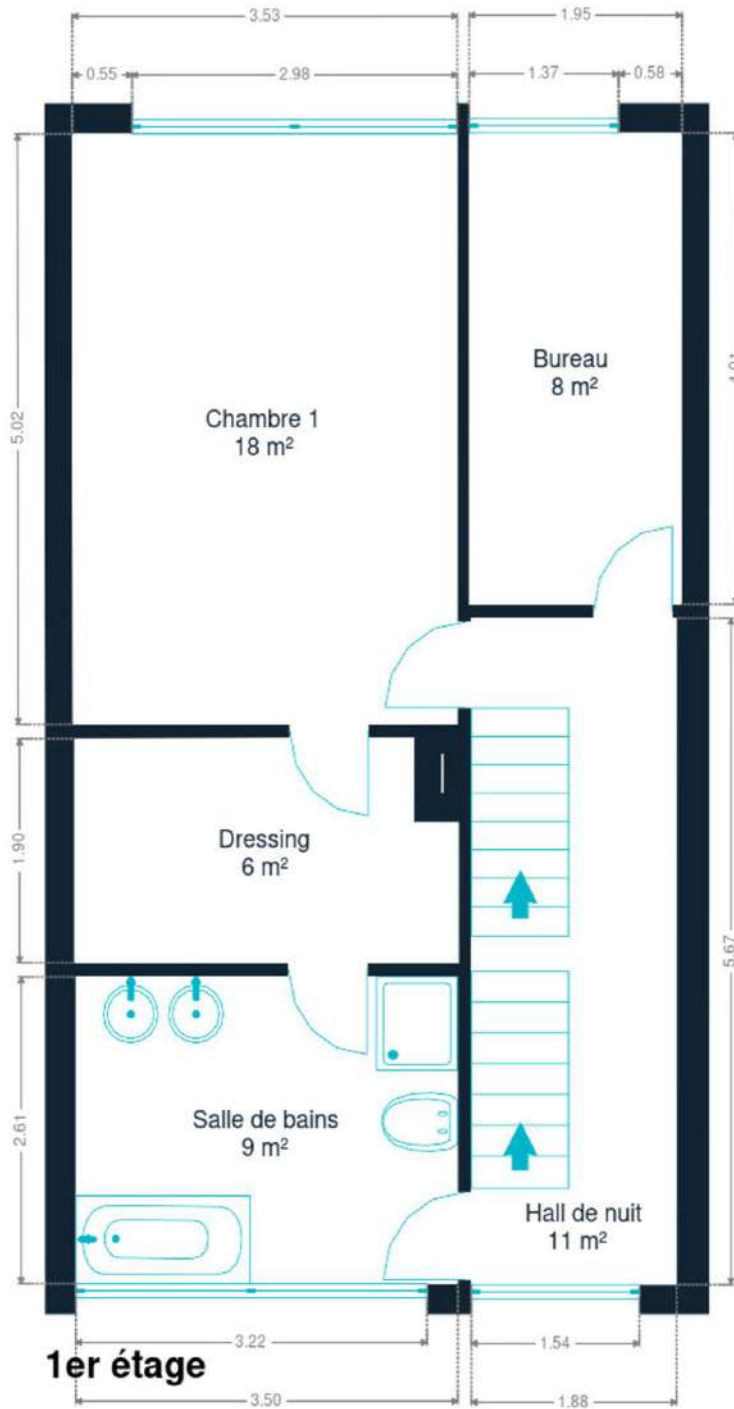 3.53
1.95
0.55
2.98
1.37
0.58
Bureau
8 m²
Chambre 1
18 m²
5.02
Dressing
6 m²
1.90
5.67
Salle de bains
9 m²
2.61
Hall de nuit
11 m²
3.22
1.54
1er étage
3.50
1.88